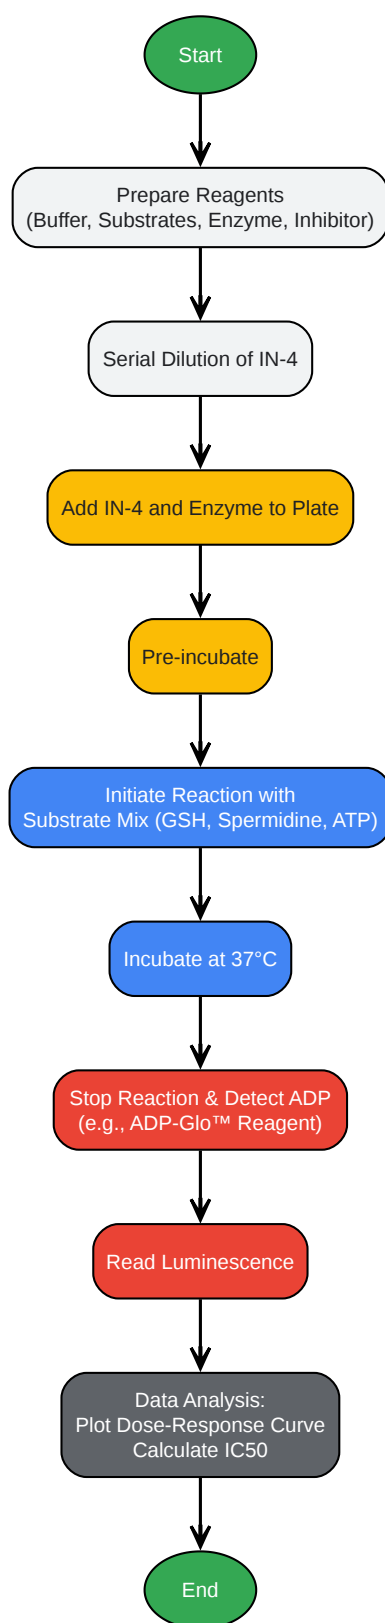 Start
Prepare Reagents
(Buffer, Substrates, Enzyme, Inhibitor)
Serial Dilution of IN-4
Add IN-4 and Enzyme to Plate
Pre-incubate
Initiate Reaction with
Substrate Mix (GSH, Spermidine, ATP)
Incubate at 37°C
Stop Reaction & Detect ADP
(e.g., ADP-Glo™ Reagent)
Read Luminescence
Data Analysis:
Plot Dose-Response Curve
Calculate IC50
End